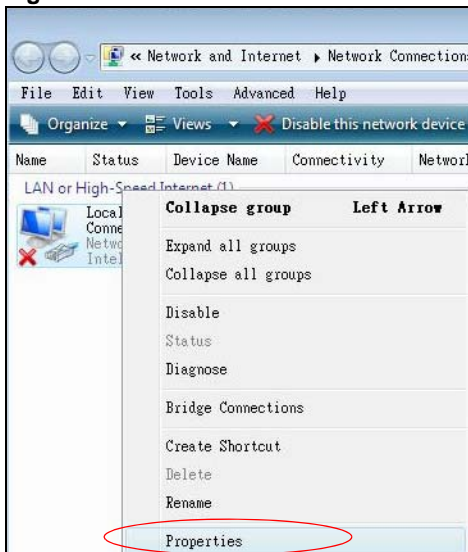 « Network and Internet ▸ Network Connection
File Edit View Tools Advanced Help
Organize Views Disable this network device
Name Status Device Name Connectivity Networ
LAN or High-Speed Internet (1)
Local
Conne
Netwo
Intel
Collapse group Left Arrow
Expand all groups
Collapse all groups
Disable
Status
Diagnose
Bridge Connections
Create Shortcut
Delete
Rename
Properties